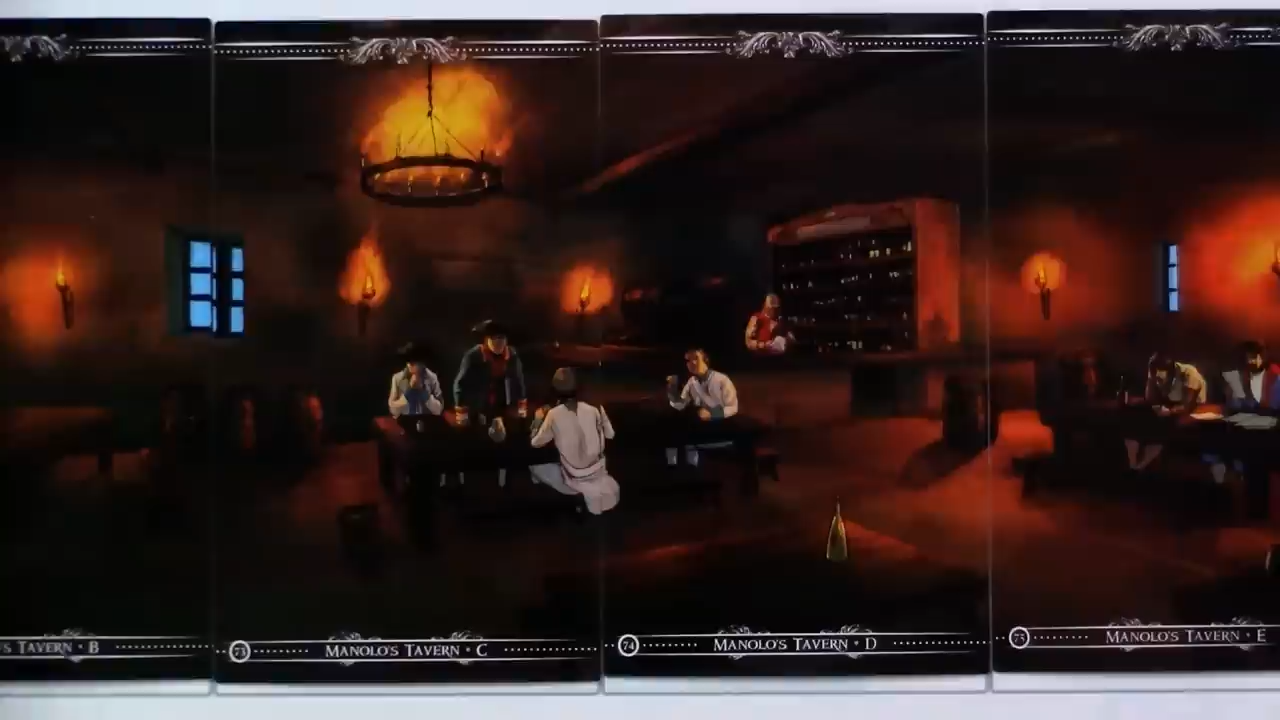 's Tavern • B
73
Manolo's Tavern • C
74
Manolo's Tavern • D
75
Manolo's Tavern • E